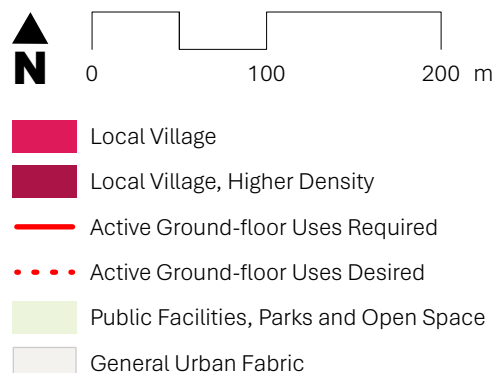 N
0 100 200 m
Local Village
Local Village, Higher Density
Active Ground-floor Uses Required
Active Ground-floor Uses Desired
Public Facilities, Parks and Open Space
General Urban Fabric